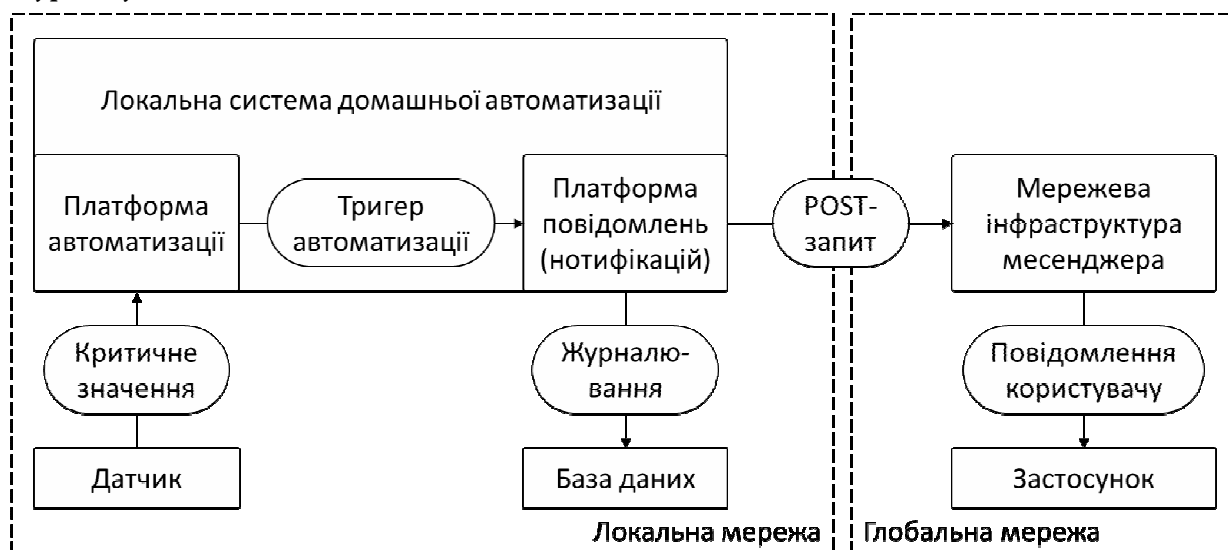 Локальна система домашньої автоматизації
Платформа
автоматизації
Тригер
автоматизації
Платформа
повідомлень
(нотифікацій)
POST-
запит
Мережева
інфраструктура
месенджера
Критичне
значення
Журналю-
вання
Повідомлення
користувачу
Датчик
База даних
Застосунок
Локальна мережа
Глобальна мережа